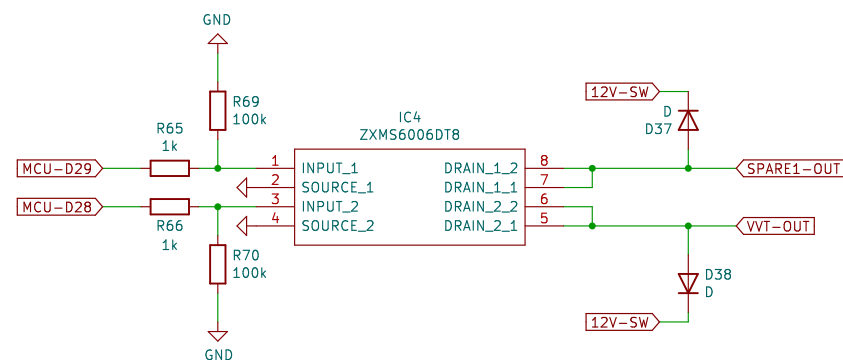 GND
R69
100k
R65
1k
MCU-D29
MCU-D28
R66
1k
R70
100k
GND
IC4
ZXMS6006DT8
1 INPUT_1 DRAIN_1_2 8
2 SOURCE_1 DRAIN_1_1 7
3 INPUT_2 DRAIN_2_2 6
4 SOURCE_2 DRAIN_2_1 5
12V-SW
D
D37
SPARE1-OUT
VVT-OUT
D38
D
12V-SW